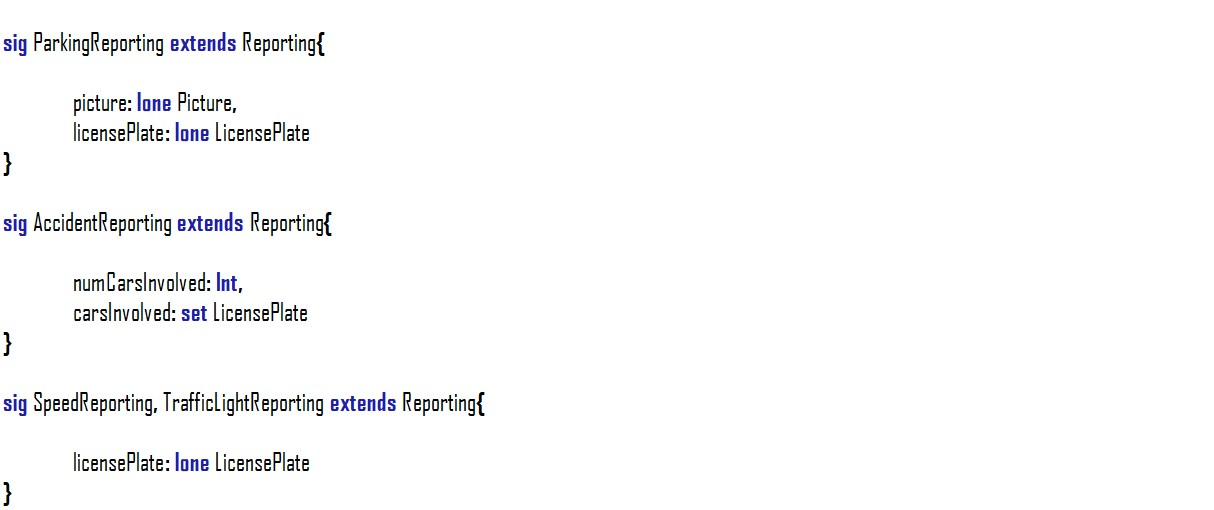 sig ParkingReporting extends Reporting{
picture: lone Picture,
licensePlate: lone LicensePlate
}
sig AccidentReporting extends Reporting{
numCarsInvolved: Int,
carsInvolved: set LicensePlate
}
sig SpeedReporting, TrafficLightReporting extends Reporting{
licensePlate: lone LicensePlate
}